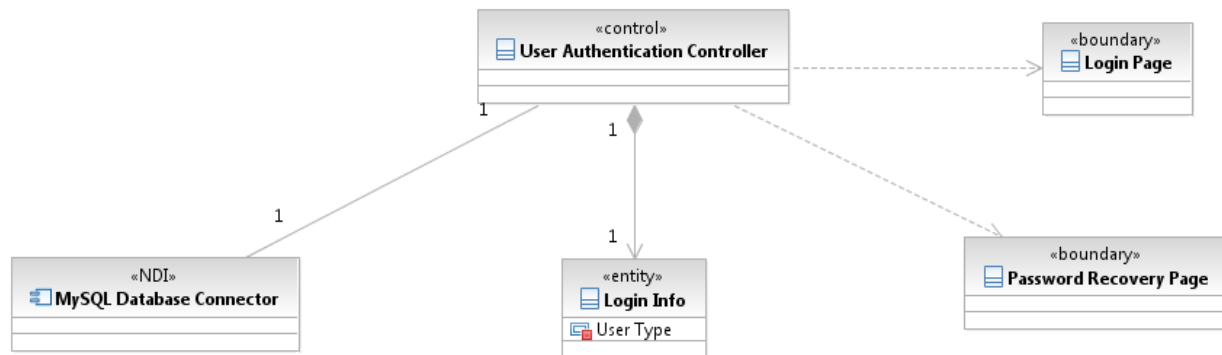 «control»
User Authentication Controller
«boundary»
Login Page
1
1
1
1
«NDI»
MySQL Database Connector
«entity»
Login Info
User Type
«boundary»
Password Recovery Page